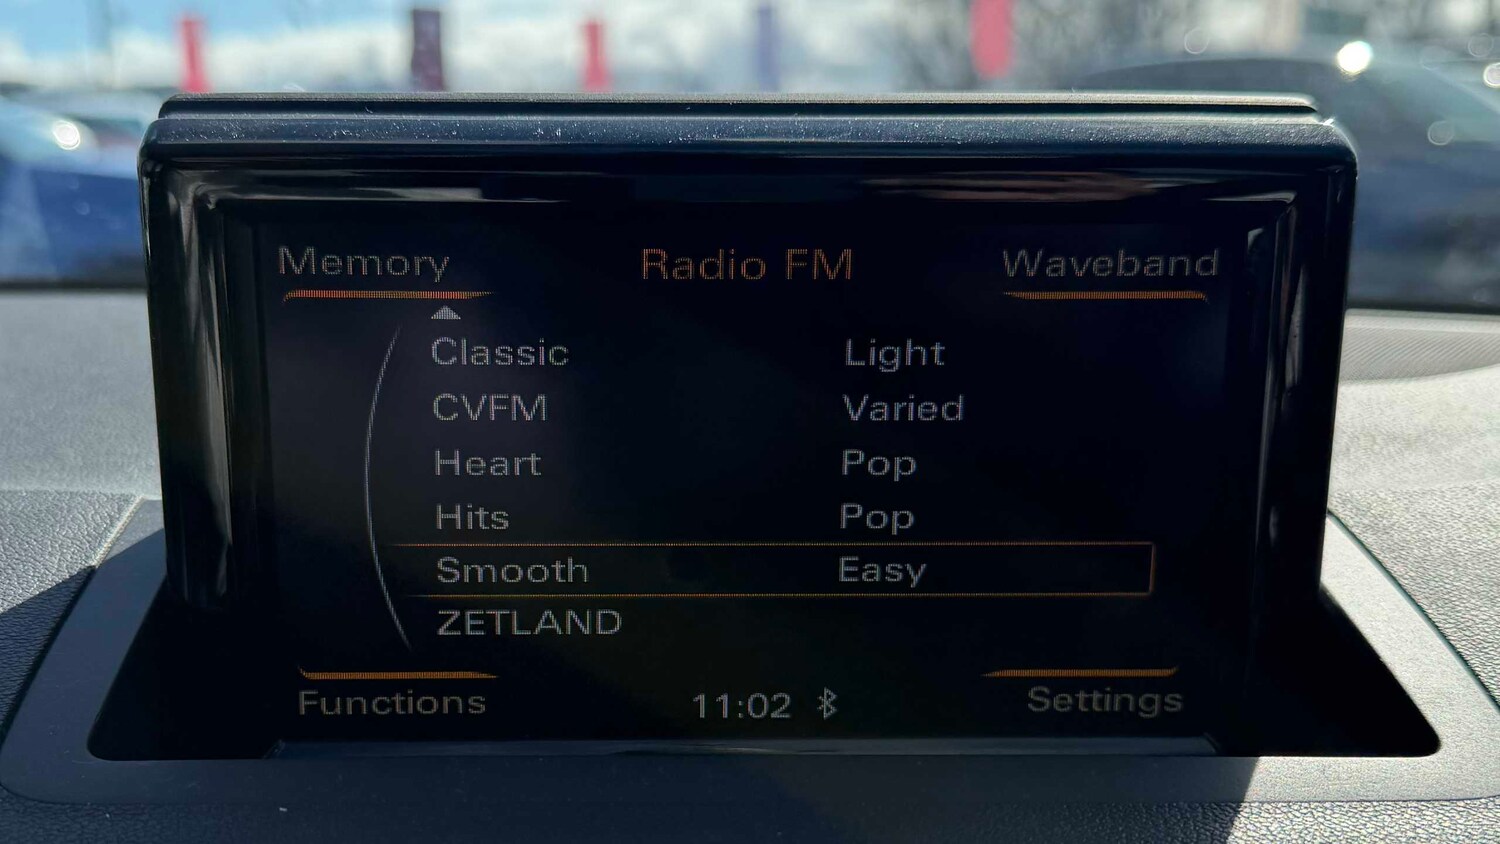 Memory Radio FM Waveband
Classic Light
CVFM Varied
Heart Pop
Hits Pop
Smooth Easy
ZETLAND
Functions 11:02 Settings